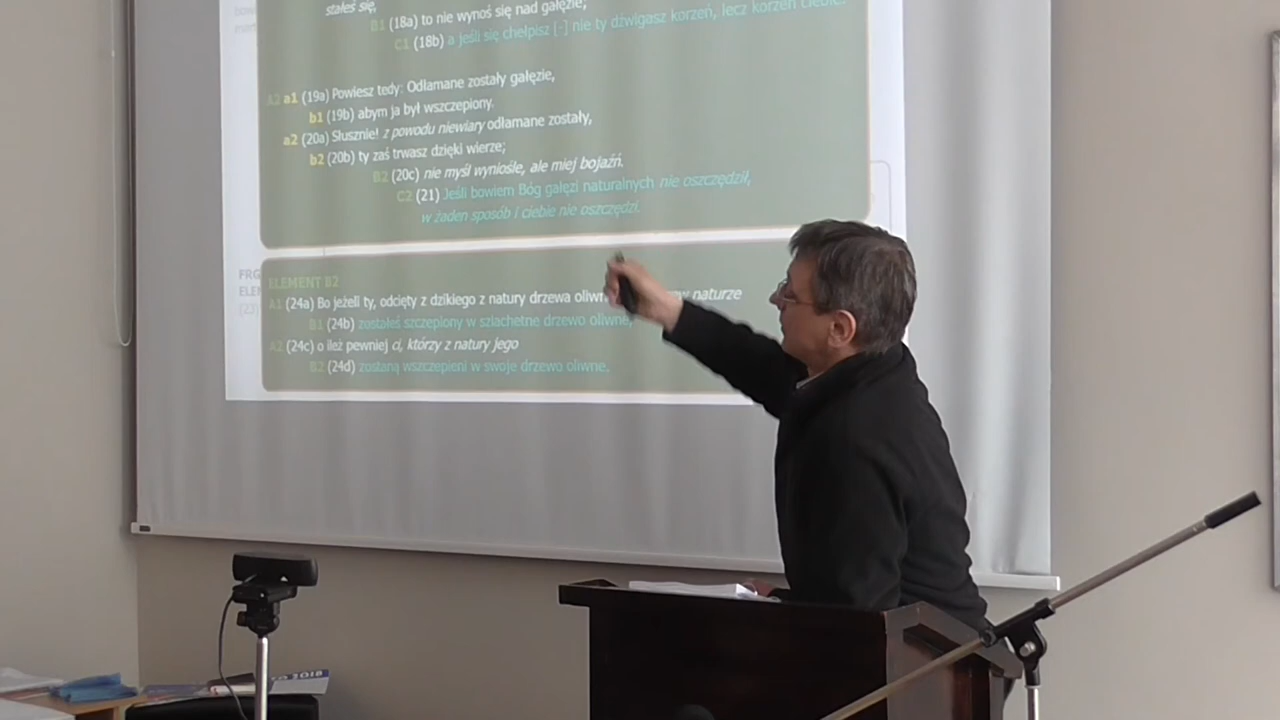 stałeś się,
B1 (18a) to nie wynoś się nad gałęzie;
C1 (18b) a jeśli się chełpisz [-] nie ty dźwigasz korzeń, lecz korzeń ciebie.
A2 a1 (19a) Powiesz tedy: Odłamane zostały gałęzie,
b1 (19b) abym ja był wszczepiony.
a2 (20a) Słusznie! z powodu niewiary odłamane zostały,
b2 (20b) ty zaś trwasz dzięki wierze;
B2 (20c) nie myśl wyniośle, ale miej bojaźń.
C2 (21) Jeśli bowiem Bóg gałęzi naturalnych nie oszczędził,
w żaden sposób i ciebie nie oszczędzi.
FRG
ELEM
(23)
ELEMENT B2
A1 (24a) Bo jeżeli ty, odcięty z dzikiego z natury drzewa oliwn naturze
B1 (24b) zostałeś szczepiony w szlachetne drzewo oliwne,
A2 (24c) o ileż pewniej ci, którzy z natury jego
B2 (24d) zostaną wszczepieni w swoje drzewo oliwne.
2018